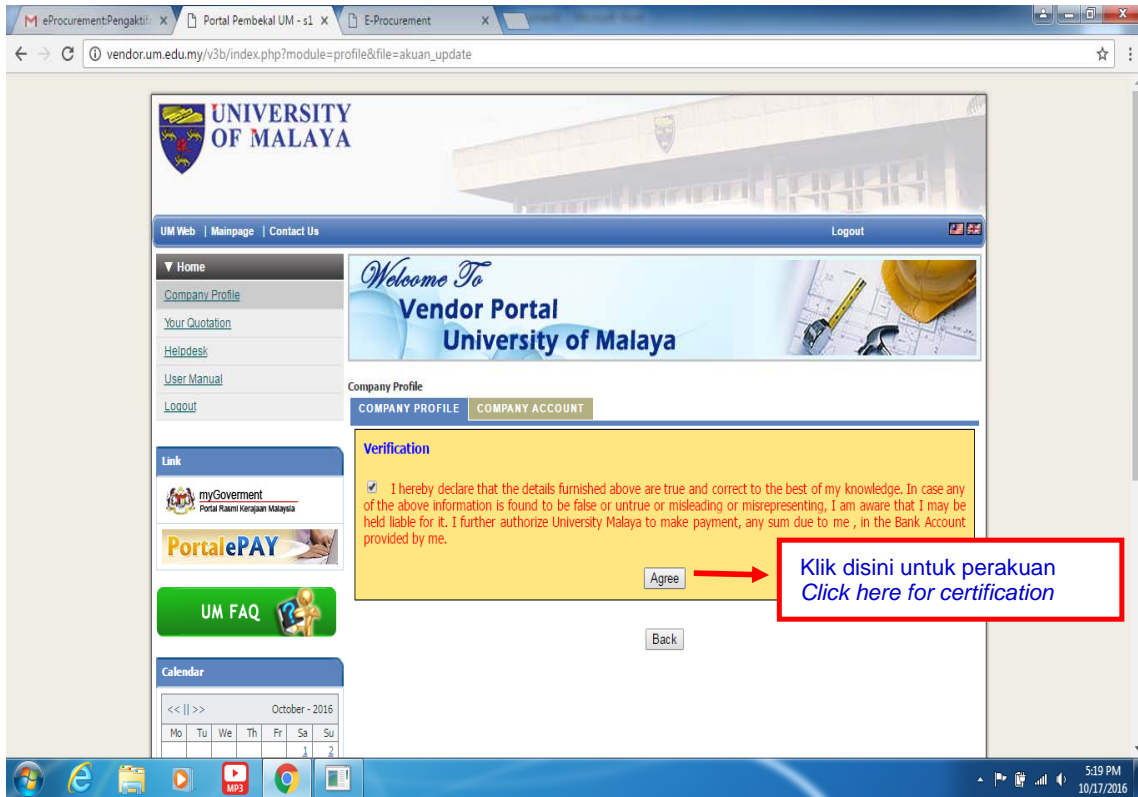 eProcurement:Pengaktif
Portal Pembekal UM - s1
E-Procurement
vendor.um.edu.my/v3b/index.php?module=profile&file=akuan_update
UNIVERSITY
OF MALAYA
UM Web | Mainpage | Contact Us
Logout
▼ Home
Company Profile
Your Quotation
Helpdesk
User Manual
Logout
Welcome To
Vendor Portal
University of Malaya
Company Profile
COMPANY PROFILE
COMPANY ACCOUNT
Verification
I hereby declare that the details furnished above are true and correct to the best of my knowledge. In case any
of the above information is found to be false or untrue or misleading or misrepresenting, I am aware that I may be
held liable for it. I further authorize University Malaya to make payment, any sum due to me , in the Bank Account
provided by me.
Agree
Klik disini untuk perakuan
Click here for certification
Back
Link
myGoverment
Portal Rasmi Kerajaan Malaysia
PortalePAY
UM FAQ
Calendar
<< || >>
October - 2016
Mo Tu We Th Fr Sa Su
1 2
MP3
5:19 PM
10/17/2016